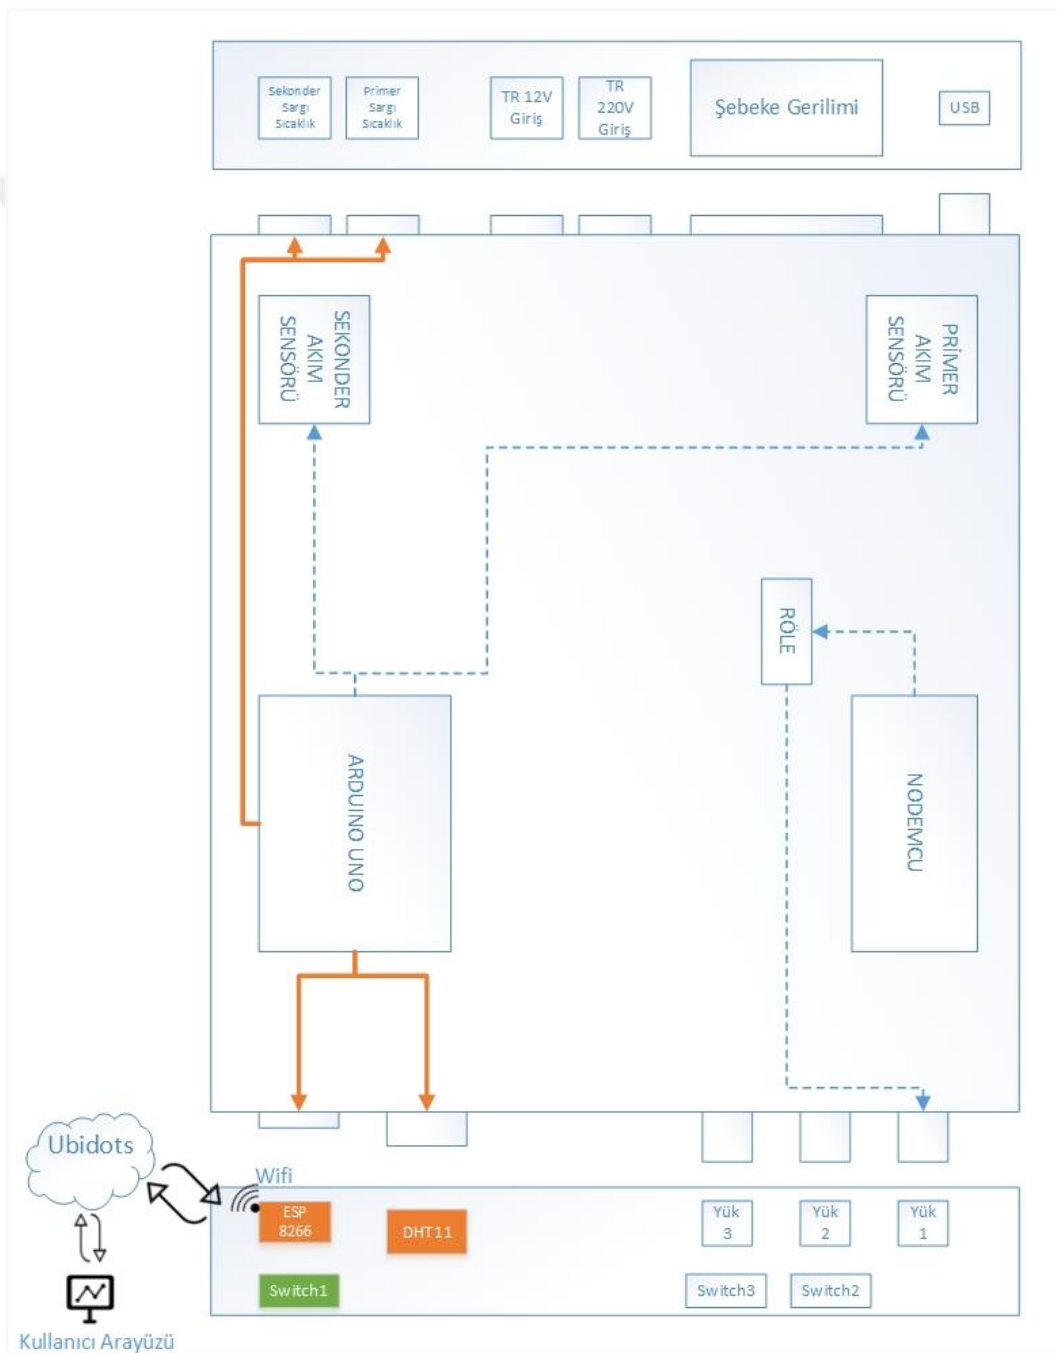 Sekonder
Sargı
Sıcaklık
Primer
Sargı
Sıcaklık
TR 12V
Giriş
TR
220V
Giriş
Şebeke Gerilimi
USB
SEKONDER
AKIM
SENSÖRÜ
PRİMER
AKIM
SENSÖRÜ
RÖLE
ARDUINO UNO
NODEMCU
Ubidots
Wifi
ESP
8266
DHT11
Yük
3
Yük
2
Yük
1
Switch1
Switch3
Switch2
Kullanıcı Arayüzü